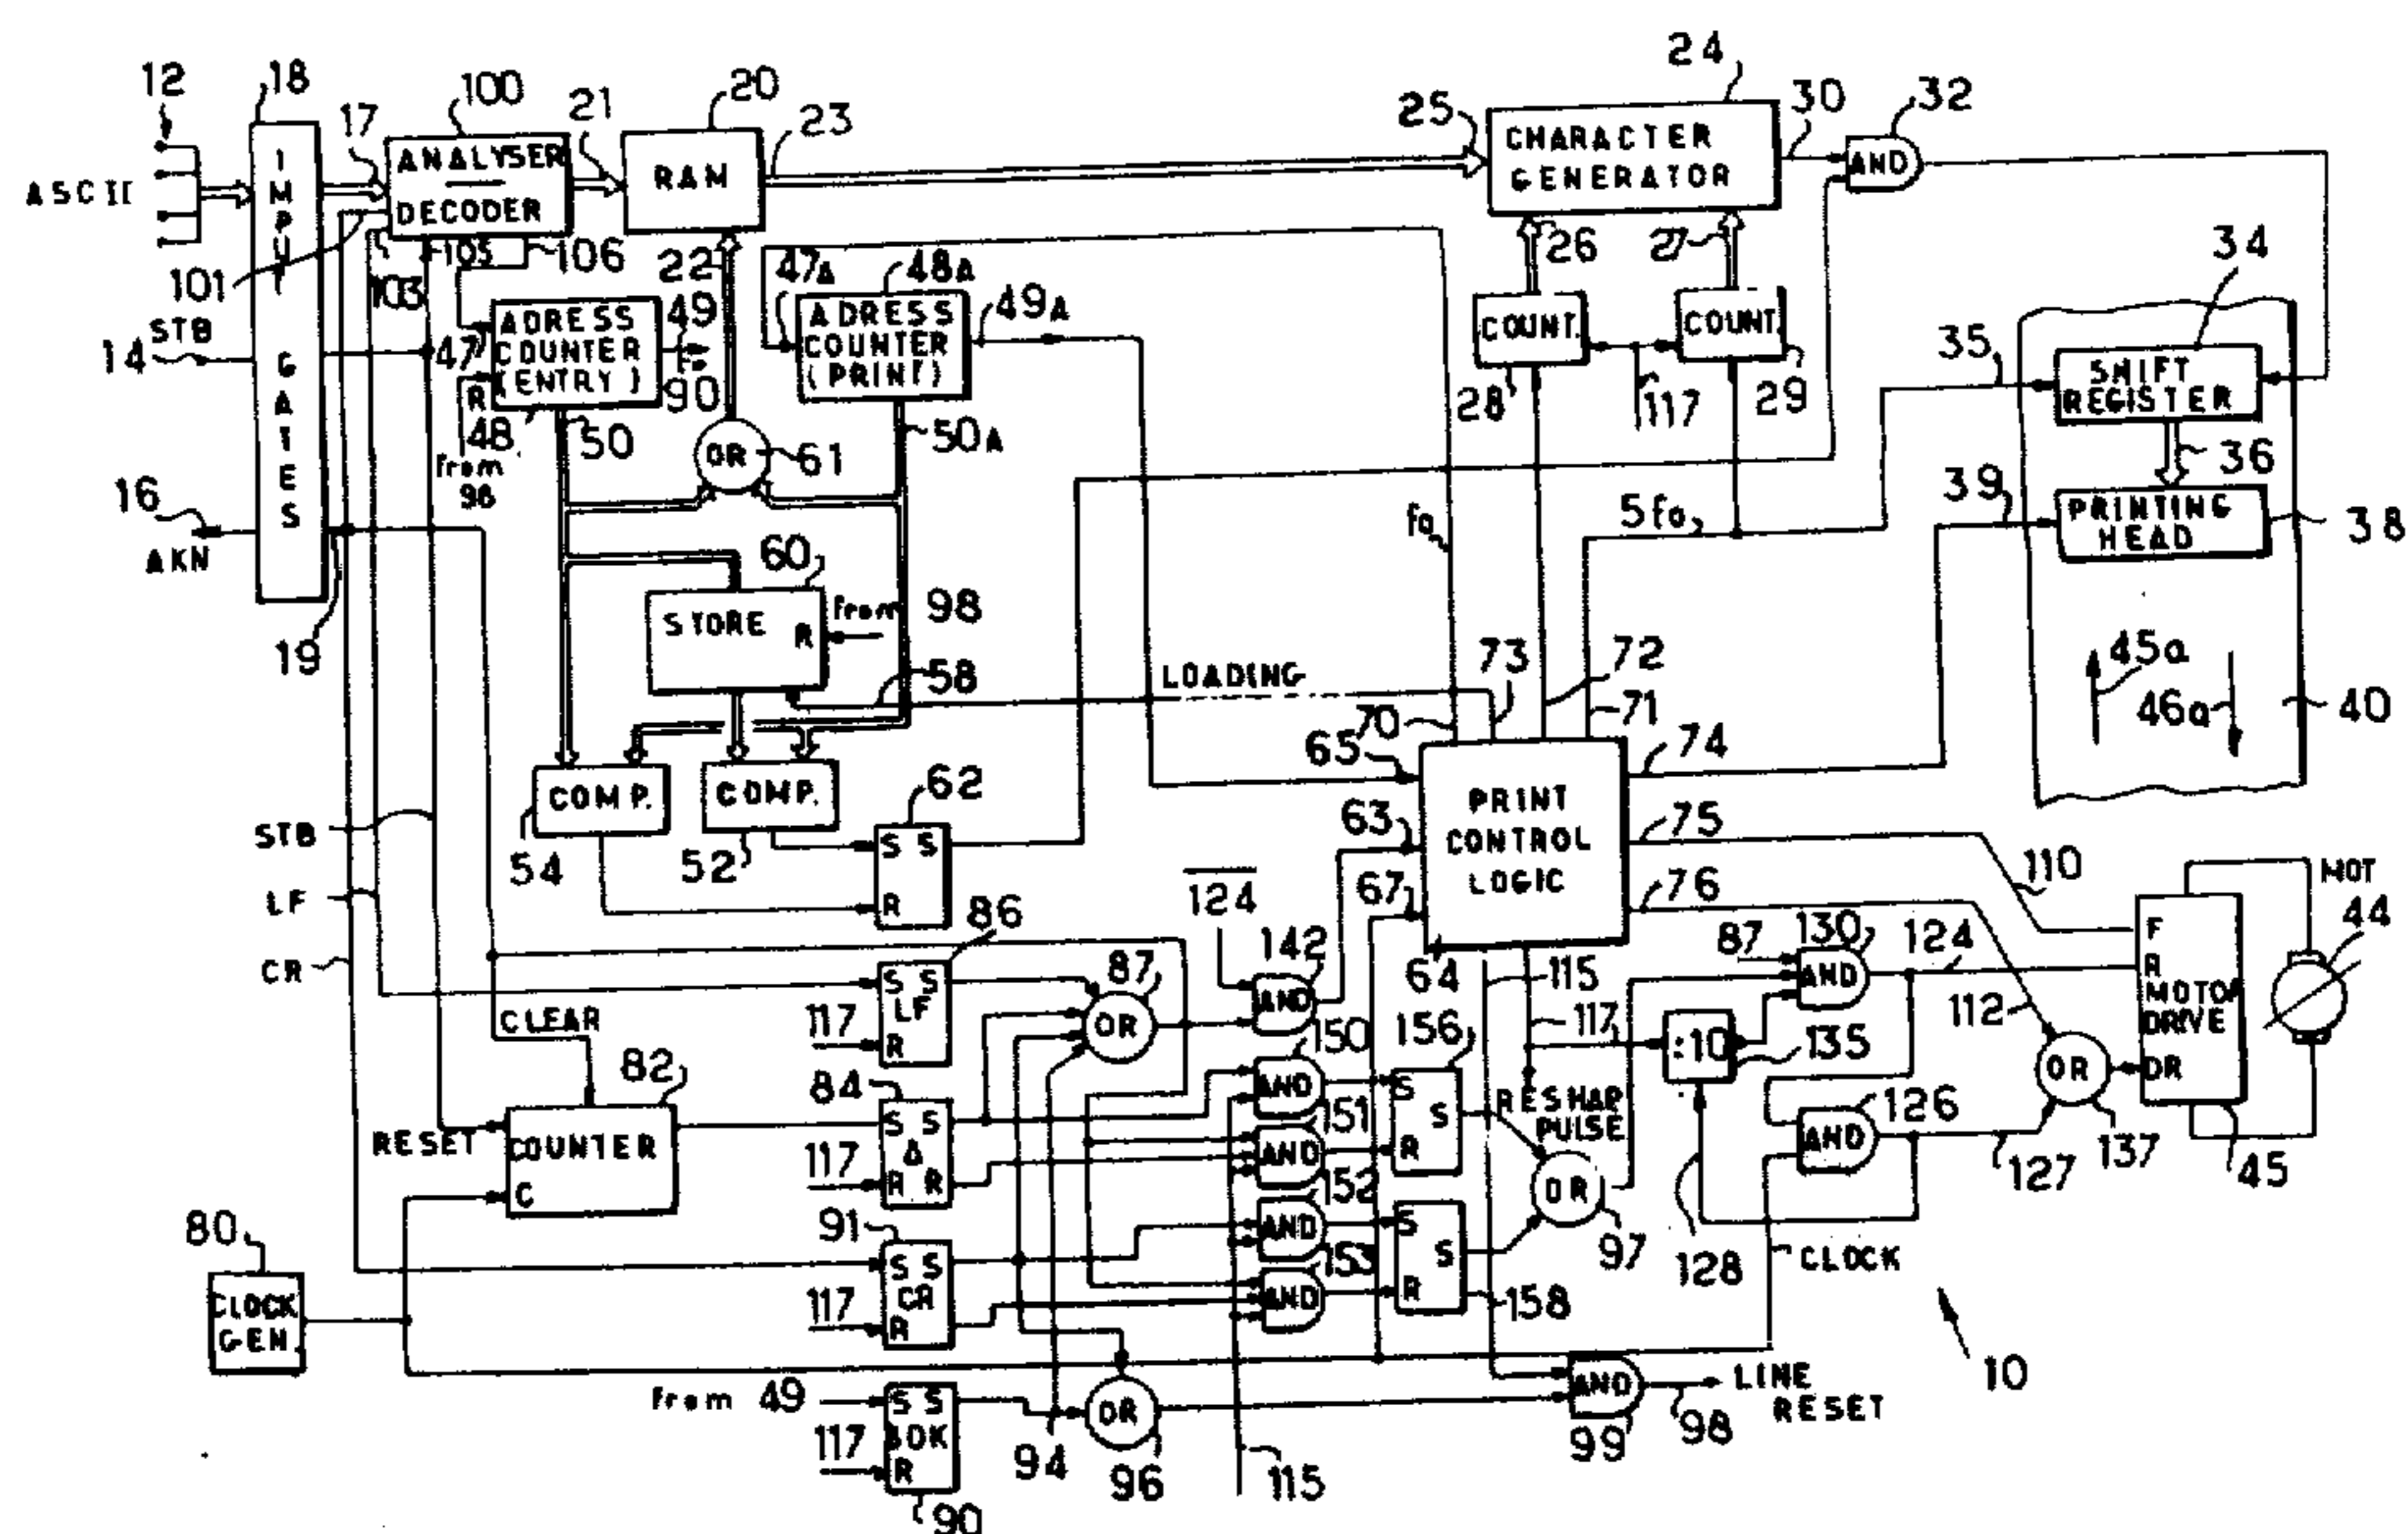 12
ASCII
STB
14
16
AKN
18
IMPUT GATES
17
19
101
103
105
106
100
ANALYSER
DECODER
21
20
RAM
23
22
47
ADRESS
COUNTER
(ENTRY)
R
48
from
98
49
to
90
50
47A
48A
ADRESS
COUNTER
(PRINT)
49A
50A
OR
61
60
STORE
R
from 98
58
LOADING
COMP.
54
COMP.
52
62
S S
R
24
25
CHARACTER
GENERATOR
30
32
AND
26
27
COUNT.
28
COUNT.
29
117
fo
5fo
34
35
SHIFT
REGISTER
36
39
PRINTING
HEAD
38
45a
46a
40
70
73
72
71
65
63
67
64
PRINT
CONTROL
LOGIC
74
75
76
110
112
115
117
STB
LF
CR
CLEAR
RESET
82
COUNTER
C
80
CLOCK
GEN.
86
S S
LF
R
117
84
S S
Δ
R R
117
91
S S
CR
R
117
from 49
S S
BOK
R
117
90
87
OR
94
OR
96
124
142
AND
150
AND
151
AND
152
AND
153
AND
115
156
S
S
R
S
S
R
158
RESHAP
PULSE
OR
97
:10
135
87
130
AND
124
126
AND
127
128
CLOCK
OR
137
F
R
MOTOR
DRIVE
DR
45
MOT
44
AND
99
98
LINE
RESET
10